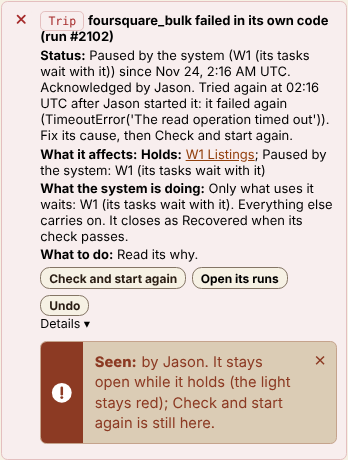 ✕ Trip foursquare_bulk failed in its own code
(run #2102)
Status: Paused by the system (W1 (its tasks
wait with it)) since Nov 24, 2:16 AM UTC.
Acknowledged by Jason. Tried again at 02:16
UTC after Jason started it: it failed again
(TimeoutError('The read operation timed out')).
Fix its cause, then Check and start again.
What it affects: Holds: W1 Listings; Paused by
the system: W1 (its tasks wait with it)
What the system is doing: Only what uses it
waits: W1 (its tasks wait with it). Everything else
carries on. It closes as Recovered when its
check passes.
What to do: Read its why.
Check and start again Open its runs
Undo
Details ▾
Seen: by Jason. It stays ✕
open while it holds (the light
stays red); Check and start
again is still here.